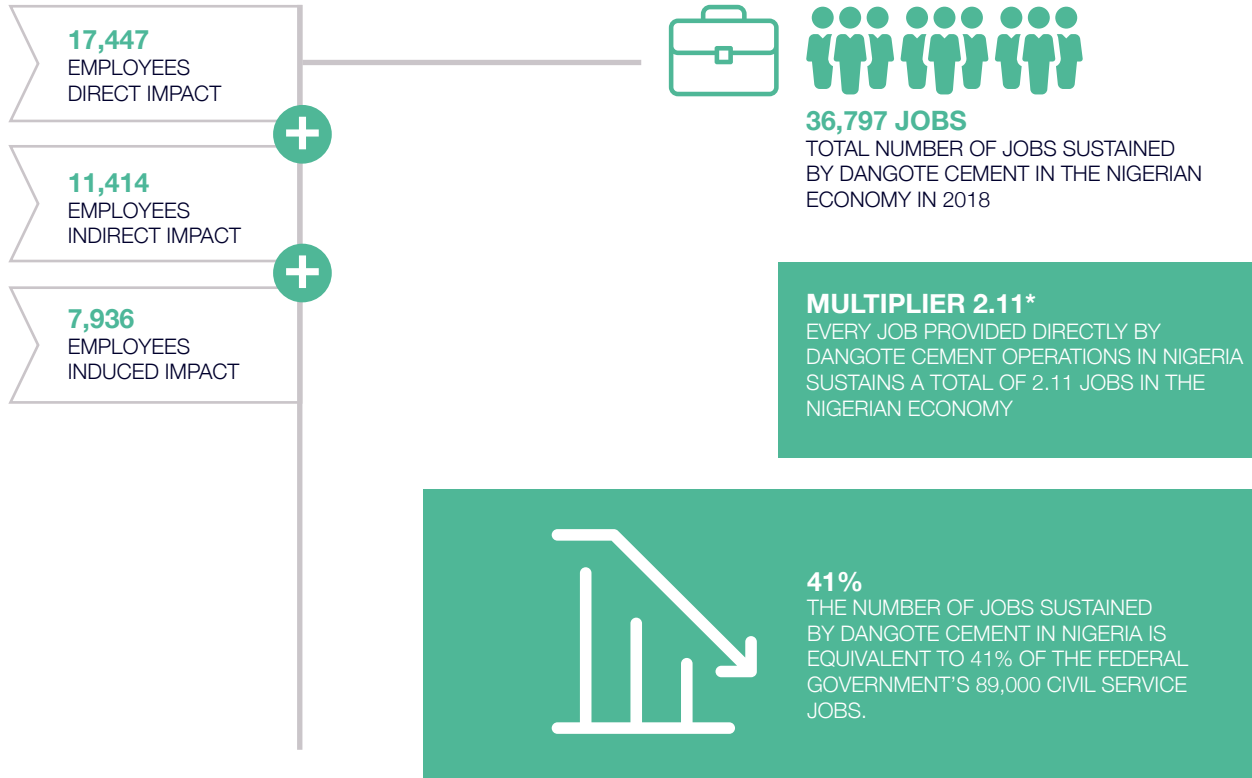 17,447
EMPLOYEES
DIRECT IMPACT
11,414
EMPLOYEES
INDIRECT IMPACT
7,936
EMPLOYEES
INDUCED IMPACT
36,797 JOBS
TOTAL NUMBER OF JOBS SUSTAINED
BY DANGOTE CEMENT IN THE NIGERIAN
ECONOMY IN 2018
MULTIPLIER 2.11*
EVERY JOB PROVIDED DIRECTLY BY
DANGOTE CEMENT OPERATIONS IN NIGERIA
SUSTAINS A TOTAL OF 2.11 JOBS IN THE
NIGERIAN ECONOMY
41%
THE NUMBER OF JOBS SUSTAINED
BY DANGOTE CEMENT IN NIGERIA IS
EQUIVALENT TO 41% OF THE FEDERAL
GOVERNMENT’S 89,000 CIVIL SERVICE
JOBS.